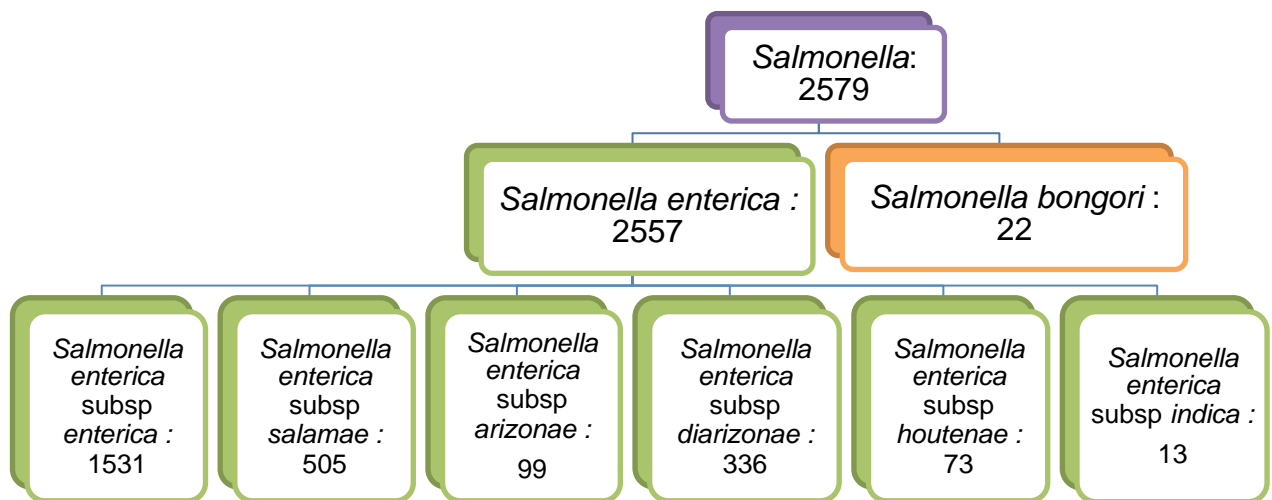 Salmonella:
2579
Salmonella enterica :
2557
Salmonella bongori :
22
Salmonella
enterica
subsp
enterica :
1531
Salmonella
enterica
subsp
salamae :
505
Salmonella
enterica
subsp
arizonae :
99
Salmonella
enterica
subsp
diarizonae :
336
Salmonella
enterica
subsp
houtenae :
73
Salmonella
enterica
subsp indica :
13